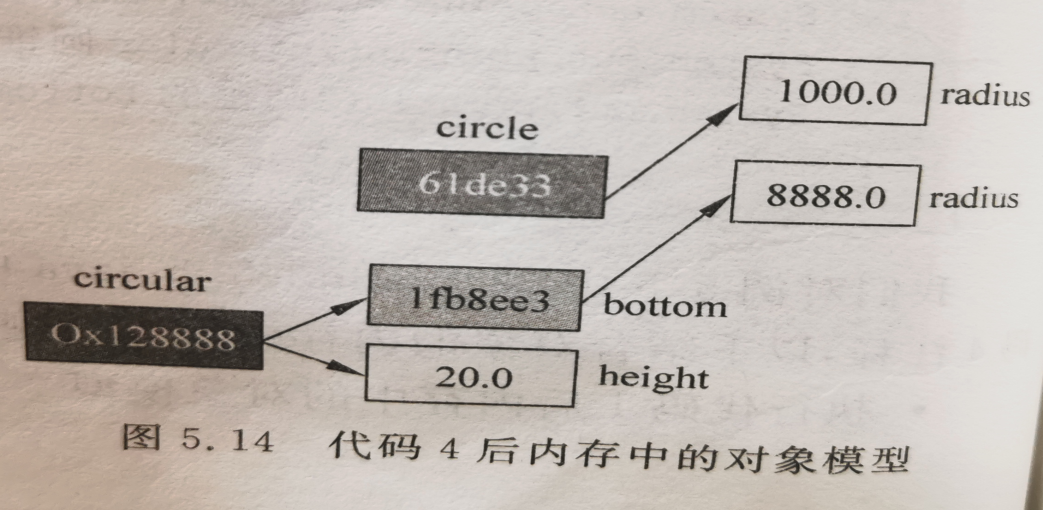 1000.0 radius
circle
61de33
8888.0 radius
circular
1fb8ee3 bottom
0x128888
20.0 height
图 5.14 代码 4 后内存中的对象模型